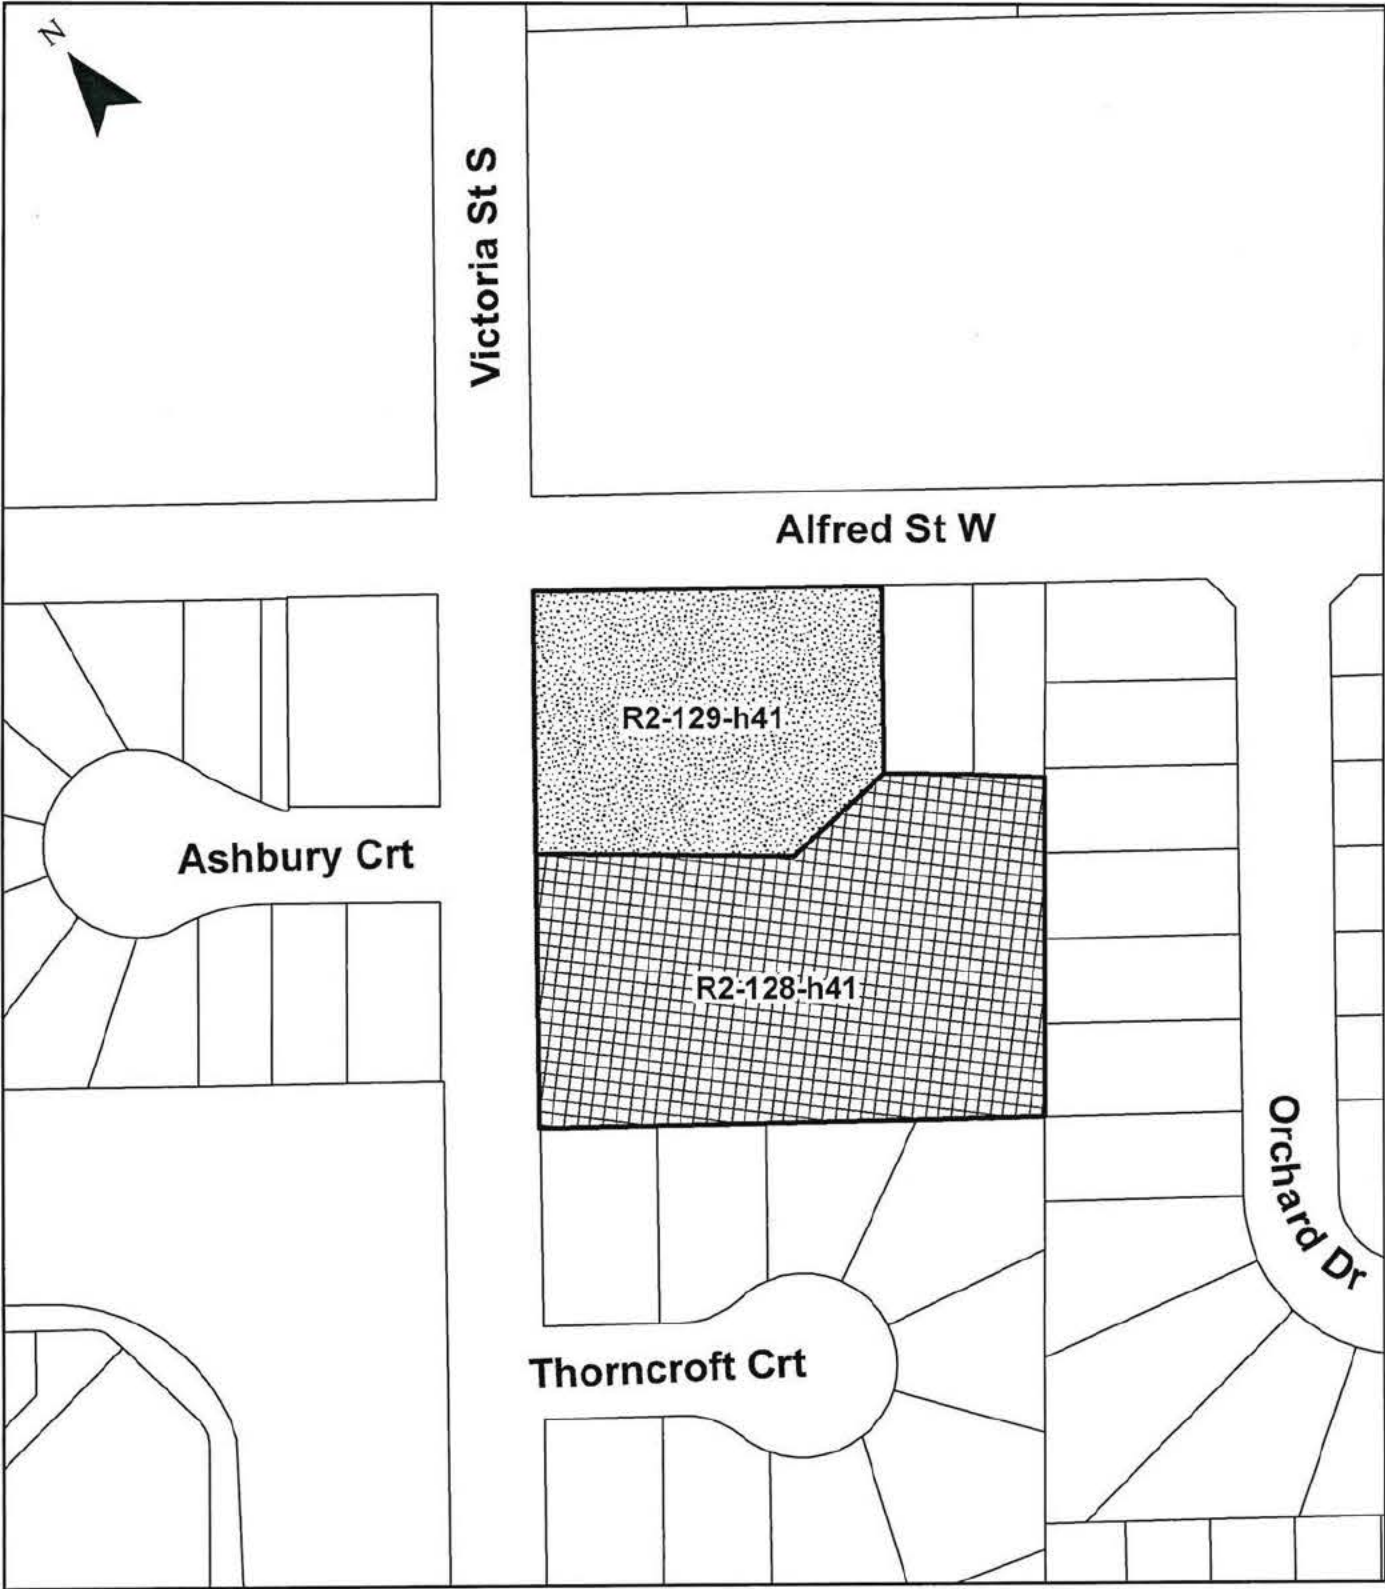 N
Victoria St S
Alfred St W
R2-129-h41
Ashbury Crt
R2-128-h41
Orchard Dr
Thorncroft Crt